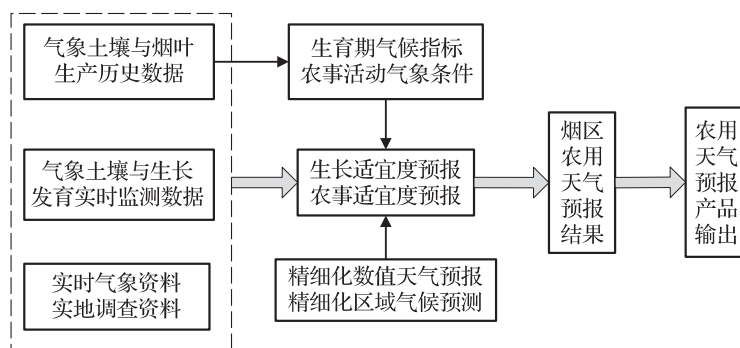 气象土壤与烟叶
生产历史数据
生育期气候指标
农事活动气象条件
气象土壤与生长
发育实时监测数据
生长适宜度预报
农事适宜度预报
烟区
农用
天气
预报
结果
农用
天气
预报
产品
输出
实时气象资料
实地调查资料
精细化数值天气预报
精细化区域气候预测